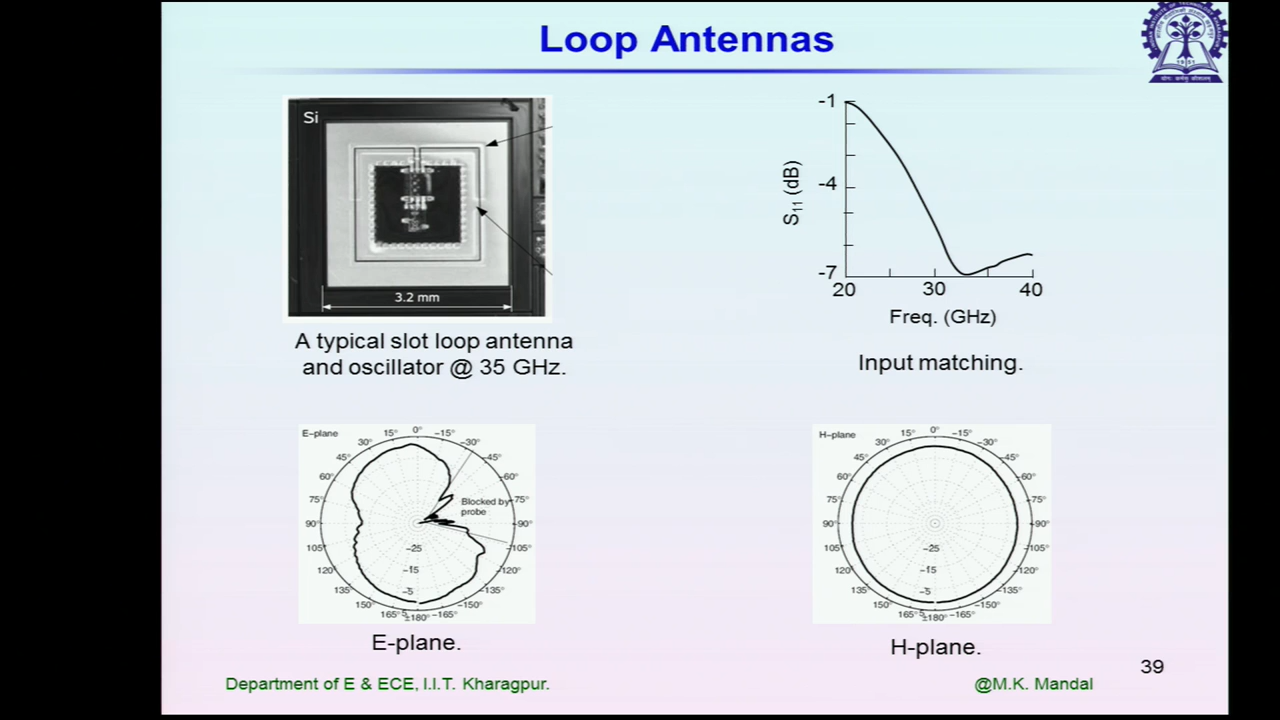 Loop Antennas
Si
3.2 mm
A typical slot loop antenna
and oscillator @ 35 GHz.
-1
-4
-7
S11 (dB)
20 30 40
Freq. (GHz)
Input matching.
E-plane
0°
15° -15°
30° -30°
45° -45°
60° -60°
75° -75°
Blocked by
probe
90° -90°
105° -105°
-25
120° -120°
-15
135° -135°
-5
150° -150°
165° 5 -165°
±180°
E-plane.
H-plane
0°
15° -15°
30° -30°
45° -45°
60° -60°
75° -75°
90° -90°
105° -105°
-25
120° -120°
-15
135° -135°
-5
150° -150°
165° 5 -165°
±180°
H-plane.
39
Department of E & ECE, I.I.T. Kharagpur.
@M.K. Mandal